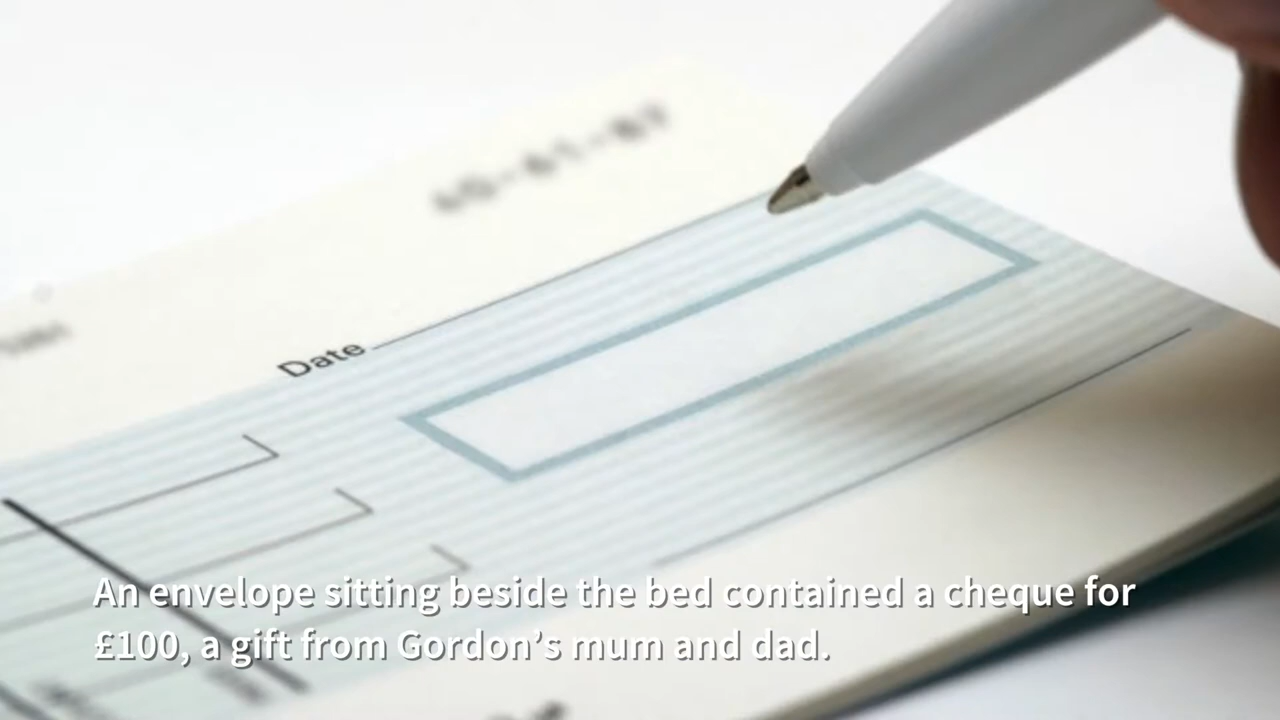 Date
An envelope sitting beside the bed contained a cheque for
£100, a gift from Gordon’s mum and dad.